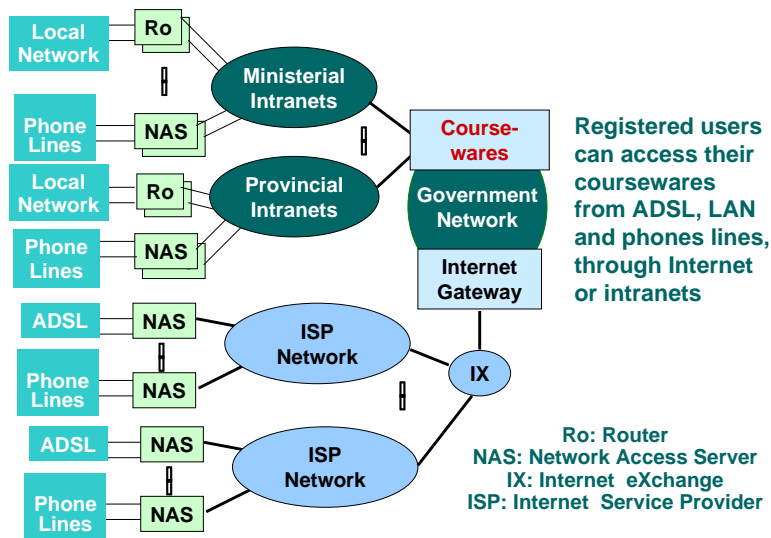 Local
Network
Ro
Ministerial
Intranets
Phone
Lines
NAS
Course-
wares
Local
Network
Ro
Provincial
Intranets
Government
Network
Phone
Lines
NAS
Internet
Gateway
Registered users
can access their
coursewares
from ADSL, LAN
and phones lines,
through Internet
or intranets
ADSL
NAS
ISP
Network
Phone
Lines
NAS
IX
ADSL
NAS
ISP
Network
Phone
Lines
NAS
Ro: Router
NAS: Network Access Server
IX: Internet eXchange
ISP: Internet Service Provider